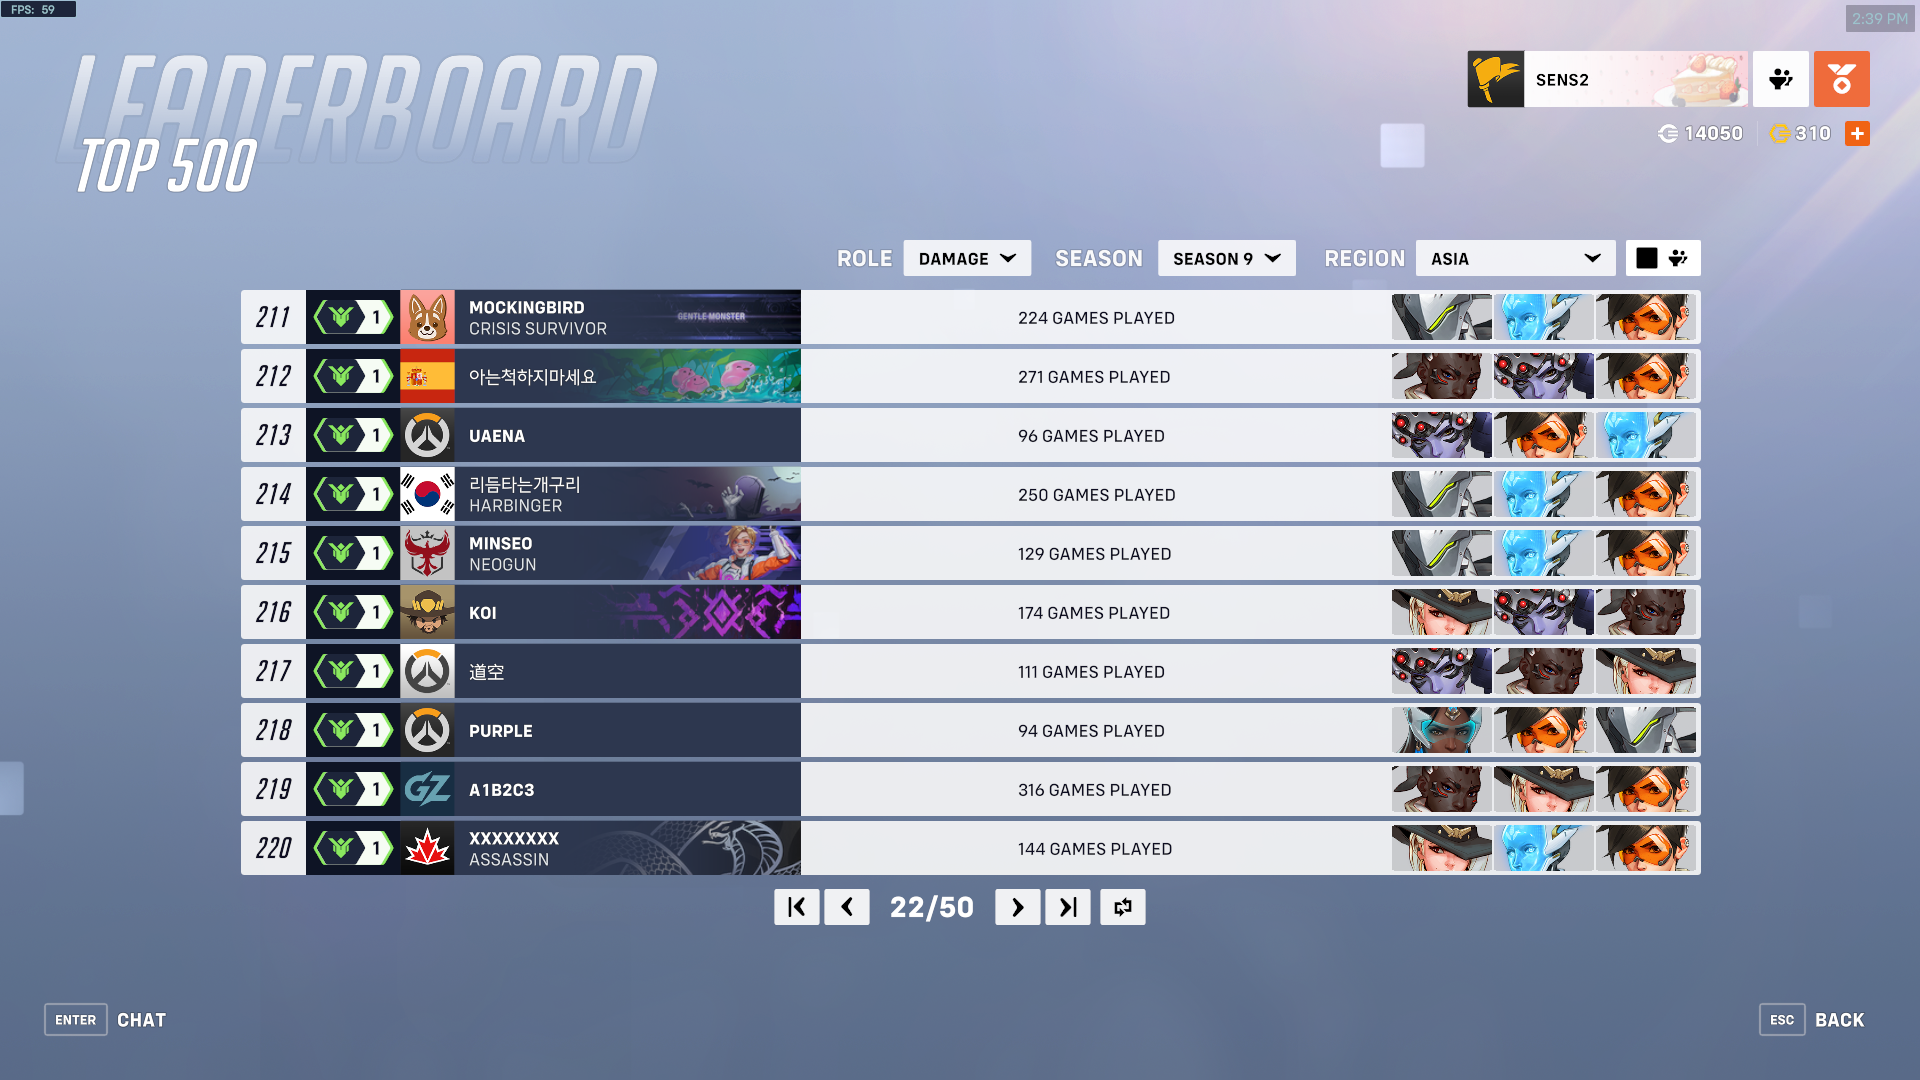 FPS: 59
2:39 PM
LEADERBOARD
TOP 500
SENS2
14050
310
ROLE DAMAGE SEASON SEASON 9 REGION ASIA
211 1 MOCKINGBIRD
CRISIS SURVIVOR
GENTLE MONSTER
224 GAMES PLAYED
212 1 아는척하지마세요 271 GAMES PLAYED
213 1 UAENA 96 GAMES PLAYED
214 1 리듬타는개구리
HARBINGER
250 GAMES PLAYED
215 1 MINSEO
NEOGUN
129 GAMES PLAYED
216 1 KOI 174 GAMES PLAYED
217 1 道空 111 GAMES PLAYED
218 1 PURPLE 94 GAMES PLAYED
219 1 GZ A1B2C3 316 GAMES PLAYED
220 1 XXXXXXXX
ASSASSIN
144 GAMES PLAYED
22/50
ENTER CHAT
ESC BACK